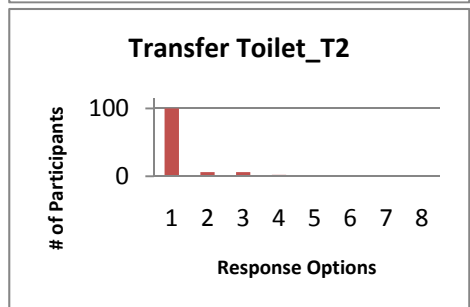 Transfer Toilet_T2
# of Participants
100
0
1 2 3 4 5 6 7 8
Response Options